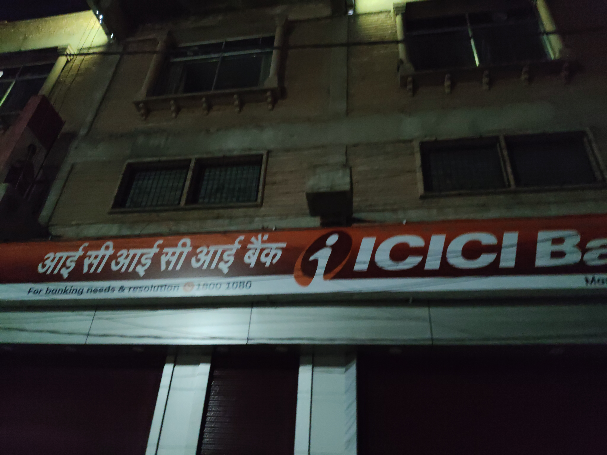 आई सी आई सी आई बैंक i ICICI Ba
For banking needs & resolution 1800 1080